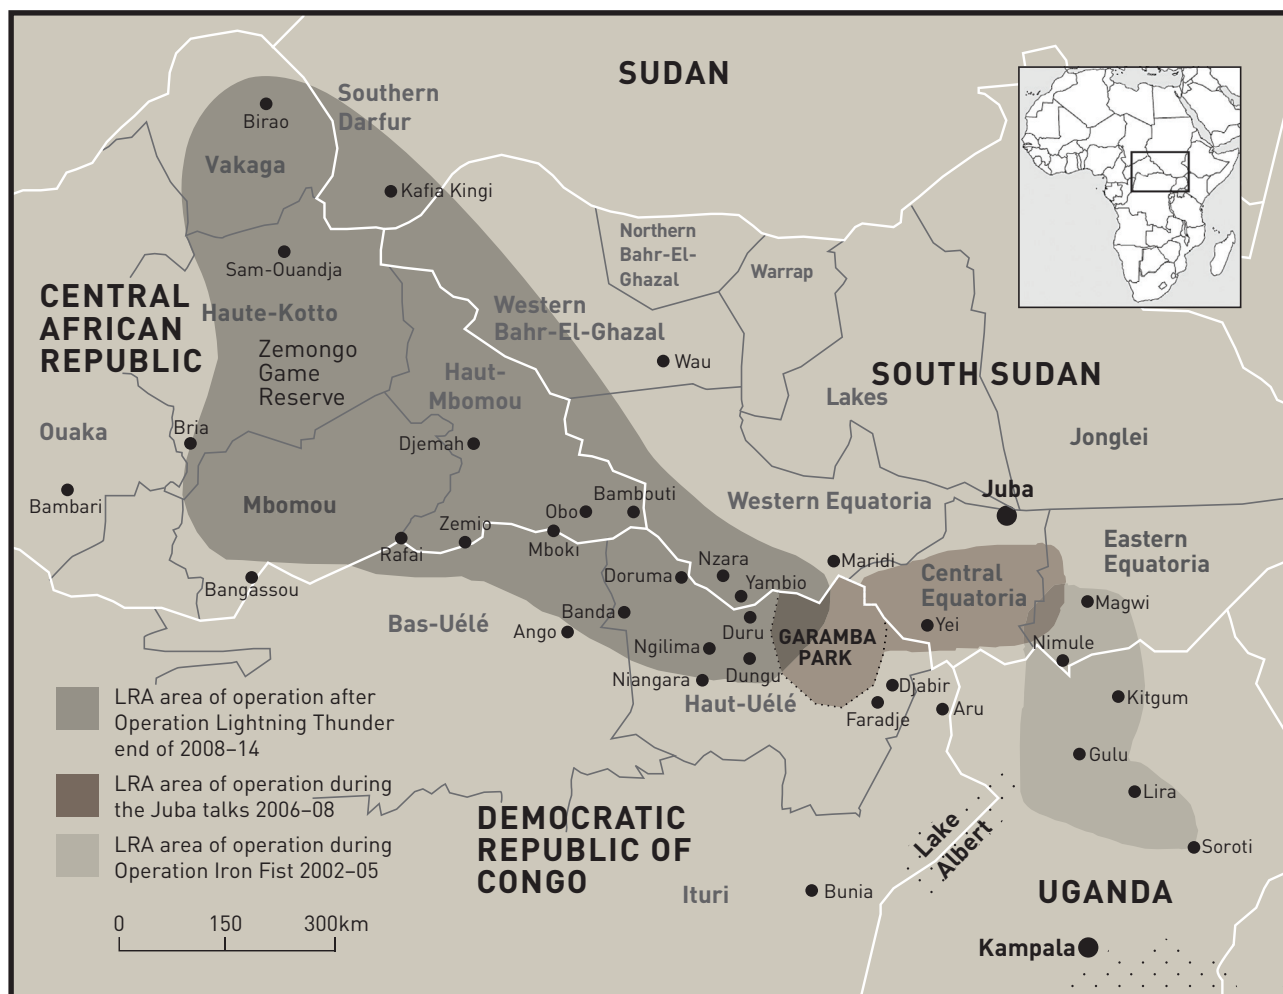 SUDAN
Southern
Darfur
Birao
Vakaga
Kafia Kingi
Northern
Bahr-El-
Ghazal
Warrap
Sam-Ouandja
CENTRAL
AFRICAN
REPUBLIC
Haute-Kotto
Western
Bahr-El-Ghazal
Zemongo
Game
Reserve
Wau
Haut-
Mbomou
SOUTH SUDAN
Lakes
Ouaka
Bria
Djemah
Jonglei
Bambari
Mbomou
Bambouti
Western Equatoria
Juba
Obo
Zemio
Mboki
Rafai
Eastern
Equatoria
Nzara
Maridi
Doruma
Yambio
Central
Equatoria
Bangassou
Magwi
Banda
Bas-Uélé
Ango
Duru
GARAMBA
PARK
Yei
Nimule
Ngilima
Niangara
Dungu
Djabir
Haut-Uélé
Faradje
Aru
Kitgum
LRA area of operation after
Operation Lightning Thunder
end of 2008–14
Gulu
LRA area of operation during
the Juba talks 2006–08
Lira
DEMOCRATIC
REPUBLIC OF
CONGO
Lake
Albert
LRA area of operation during
Operation Iron Fist 2002–05
Soroti
Ituri
Bunia
UGANDA
0 150 300km
Kampala